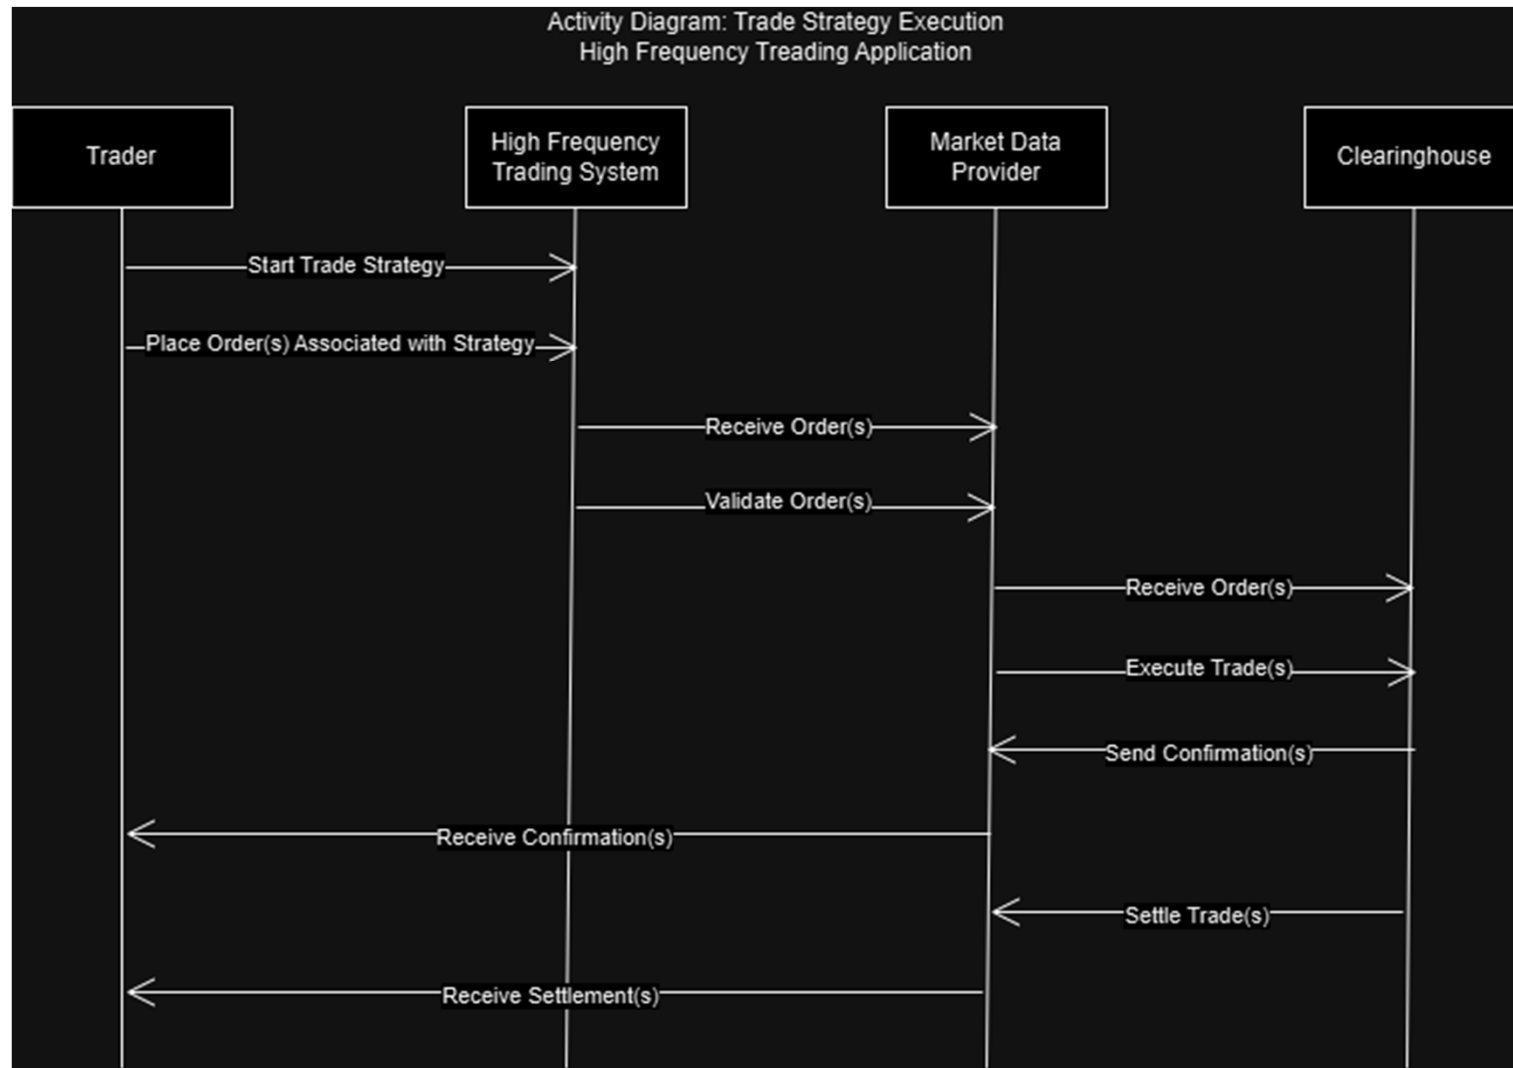 Activity Diagram: Trade Strategy Execution
High Frequency Treading Application
Trader
High Frequency
Trading System
Market Data
Provider
Clearinghouse
Start Trade Strategy
Place Order(s) Associated with Strategy
Receive Order(s)
Validate Order(s)
Receive Order(s)
Execute Trade(s)
Send Confirmation(s)
Receive Confirmation(s)
Settle Trade(s)
Receive Settlement(s)